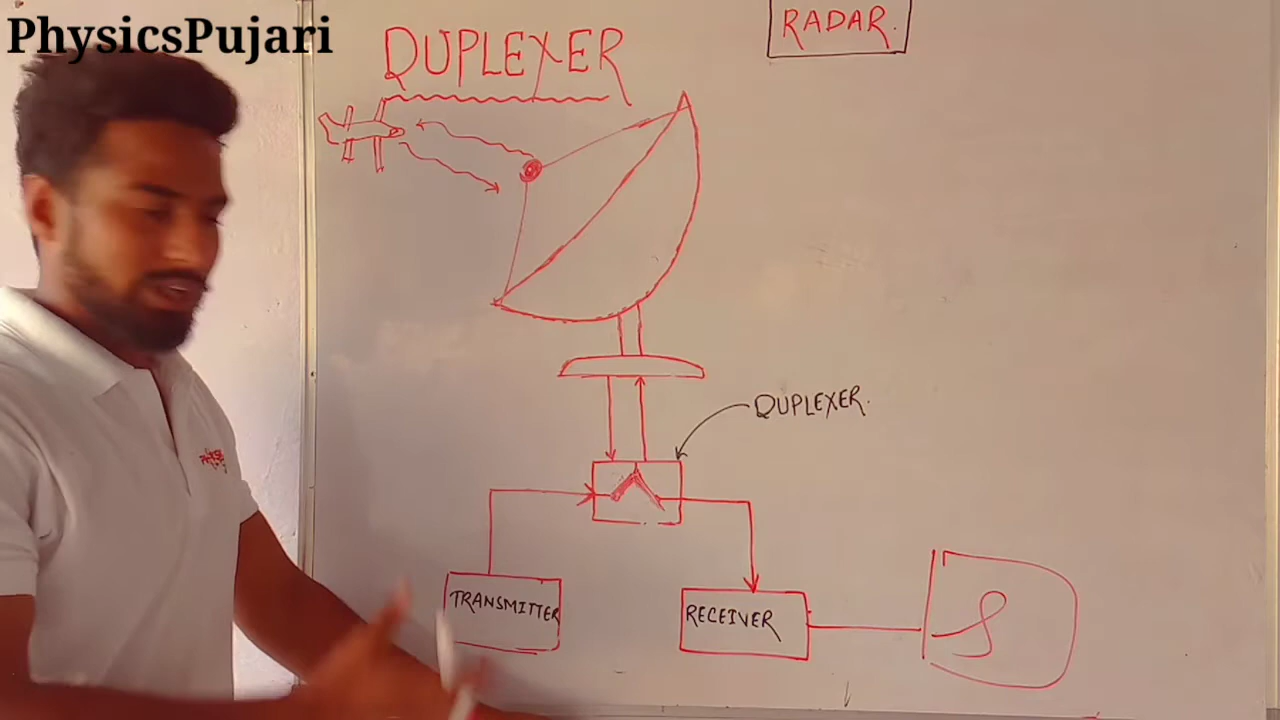 PhysicsPujari
RADAR.
DUPLEXER
DUPLEXER.
TRANSMITTER
RECEIVER